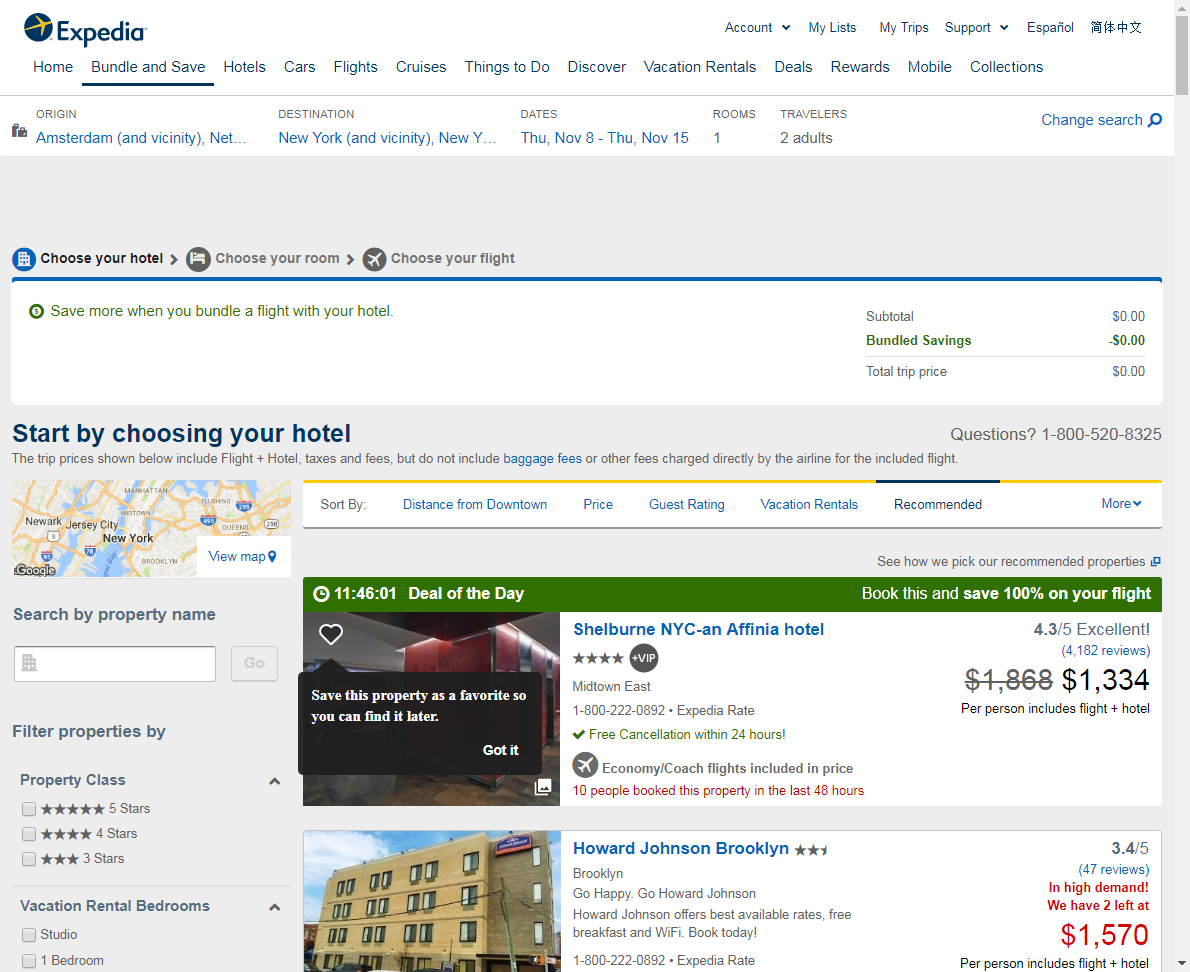 Expedia
Account My Lists My Trips Support Español 简体中文
Home Bundle and Save Hotels Cars Flights Cruises Things to Do Discover Vacation Rentals Deals Rewards Mobile Collections
ORIGIN DESTINATION DATES ROOMS TRAVELERS
Amsterdam (and vicinity), Net... New York (and vicinity), New Y... Thu, Nov 8 - Thu, Nov 15 1 2 adults
Change search
Choose your hotel Choose your room Choose your flight
Save more when you bundle a flight with your hotel.
Subtotal $0.00
Bundled Savings -$0.00
Total trip price $0.00
Start by choosing your hotel
Questions? 1-800-520-8325
The trip prices shown below include Flight + Hotel, taxes and fees, but do not include baggage fees or other fees charged directly by the airline for the included flight.
MANHATTAN
FLUSHING
295
MIDTOWN
Newark Jersey City
495
258
QUEENS
9
New York
78
95
BROOKLYN
Google
View map
Search by property name
Go
Filter properties by
Property Class
5 Stars
4 Stars
3 Stars
Vacation Rental Bedrooms
Studio
1 Bedroom
Sort By: Distance from Downtown Price Guest Rating Vacation Rentals Recommended More
See how we pick our recommended properties
11:46:01 Deal of the Day Book this and save 100% on your flight
Save this property as a favorite so
you can find it later.
Got it
Shelburne NYC-an Affinia hotel
+VIP
Midtown East
1-800-222-0892 • Expedia Rate
Free Cancellation within 24 hours!
Economy/Coach flights included in price
10 people booked this property in the last 48 hours
4.3/5 Excellent!
(4,182 reviews)
$1,868 $1,334
Per person includes flight + hotel
Howard Johnson Brooklyn
Brooklyn
Go Happy. Go Howard Johnson
Howard Johnson offers best available rates, free
breakfast and WiFi. Book today!
1-800-222-0892 • Expedia Rate
3.4/5
(47 reviews)
In high demand!
We have 2 left at
$1,570
Per person includes flight + hotel